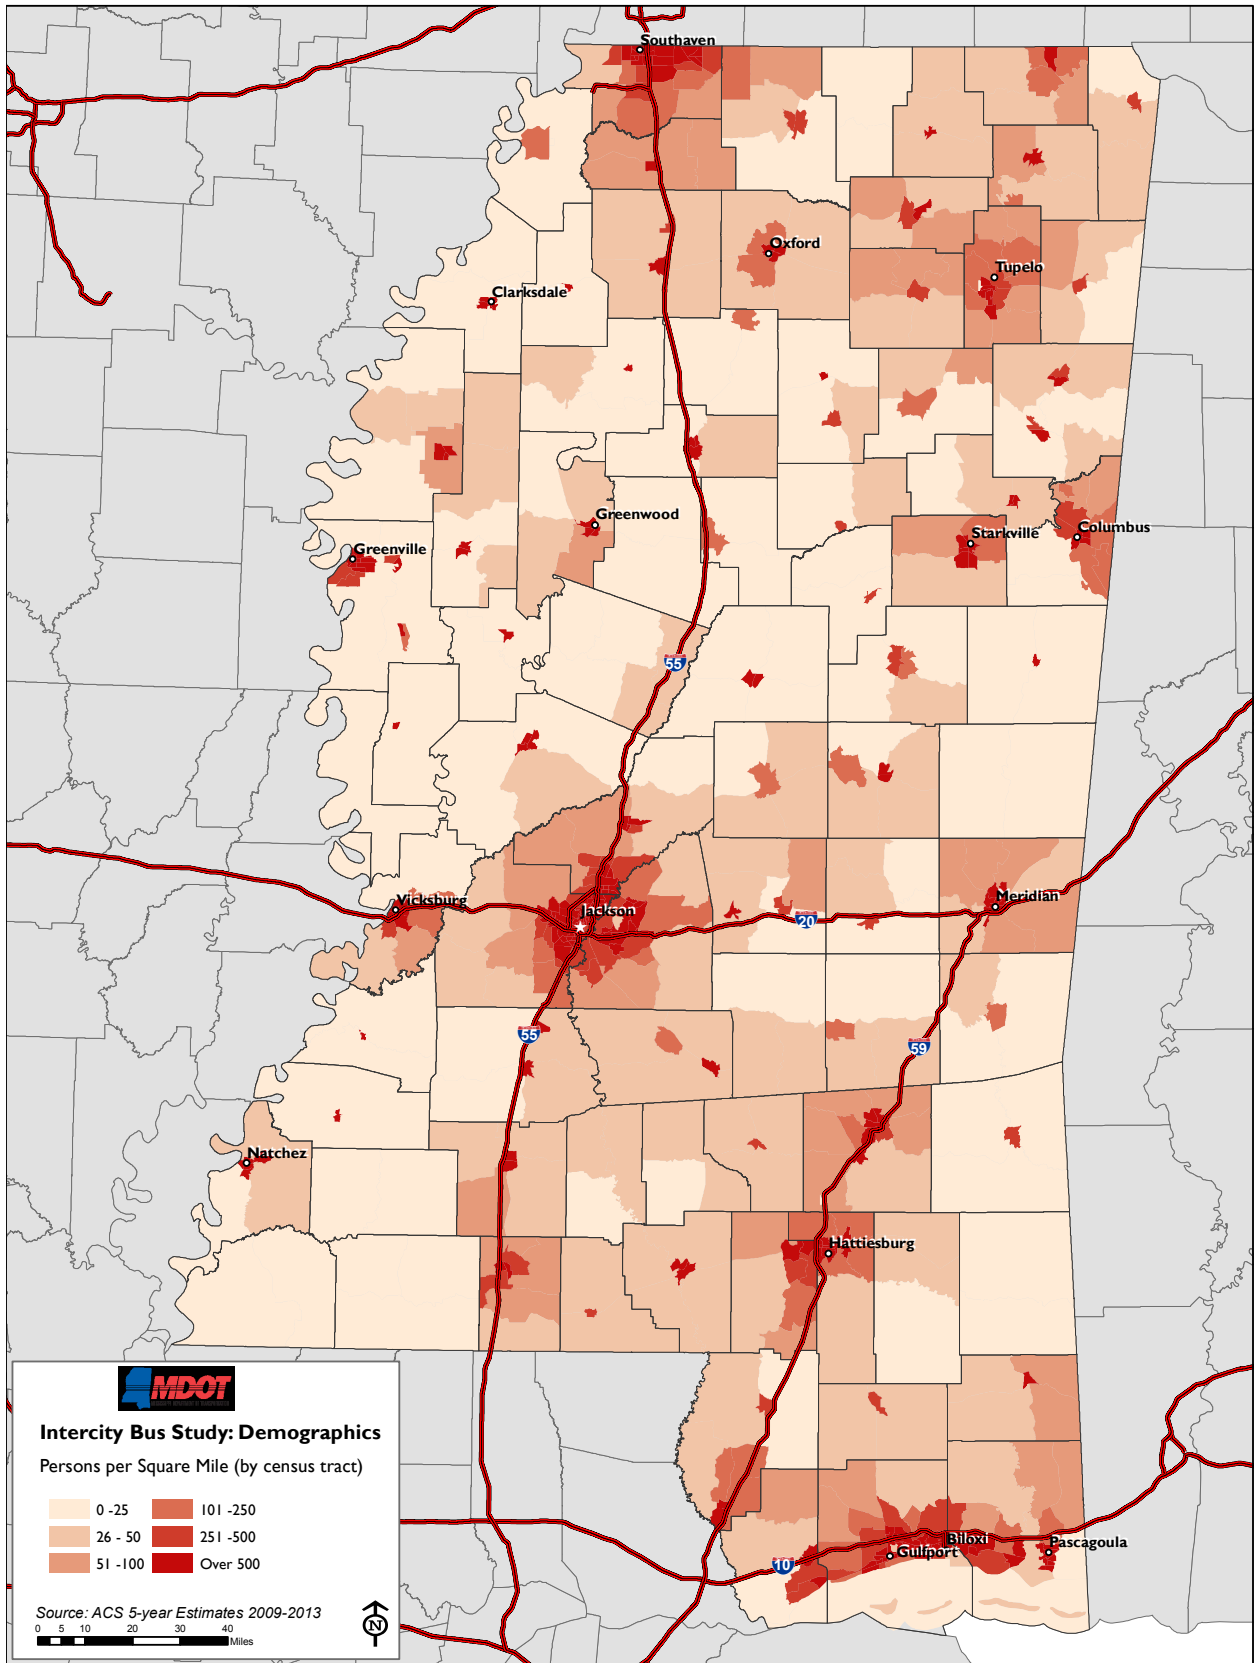 Southaven
Oxford
Tupelo
Clarksdale
Greenwood
Starkville
Columbus
Greenville
55
Vicksburg
Jackson
20
Meridian
55
59
Natchez
Hattiesburg
Biloxi
Gulfport
Pascagoula
10
MDOT
Intercity Bus Study: Demographics
Persons per Square Mile (by census tract)
0 -25
101 -250
26 - 50
251 -500
51 -100
Over 500
Source: ACS 5-year Estimates 2009-2013
0 5 10 20 30 40
Miles
N